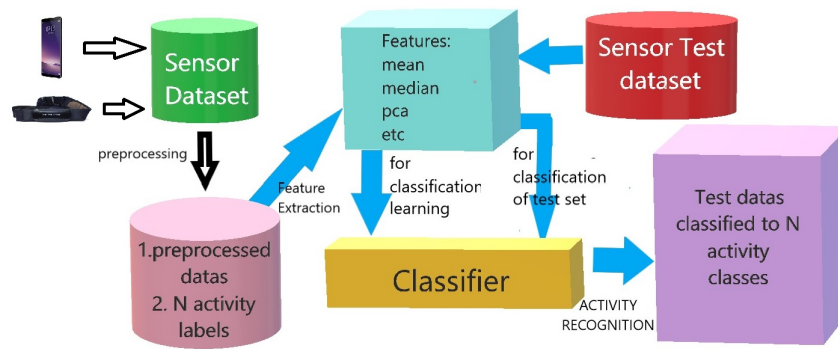 Sensor
Dataset
Features:
mean
median
pca
etc
Sensor Test
dataset
preprocessing
Feature
Extraction
for
classification
learning
for
classification
of test set
1.preprocessed
datas
2. N activity
labels
Classifier
ACTIVITY
RECOGNITION
Test datas
classified to N
activity
classes